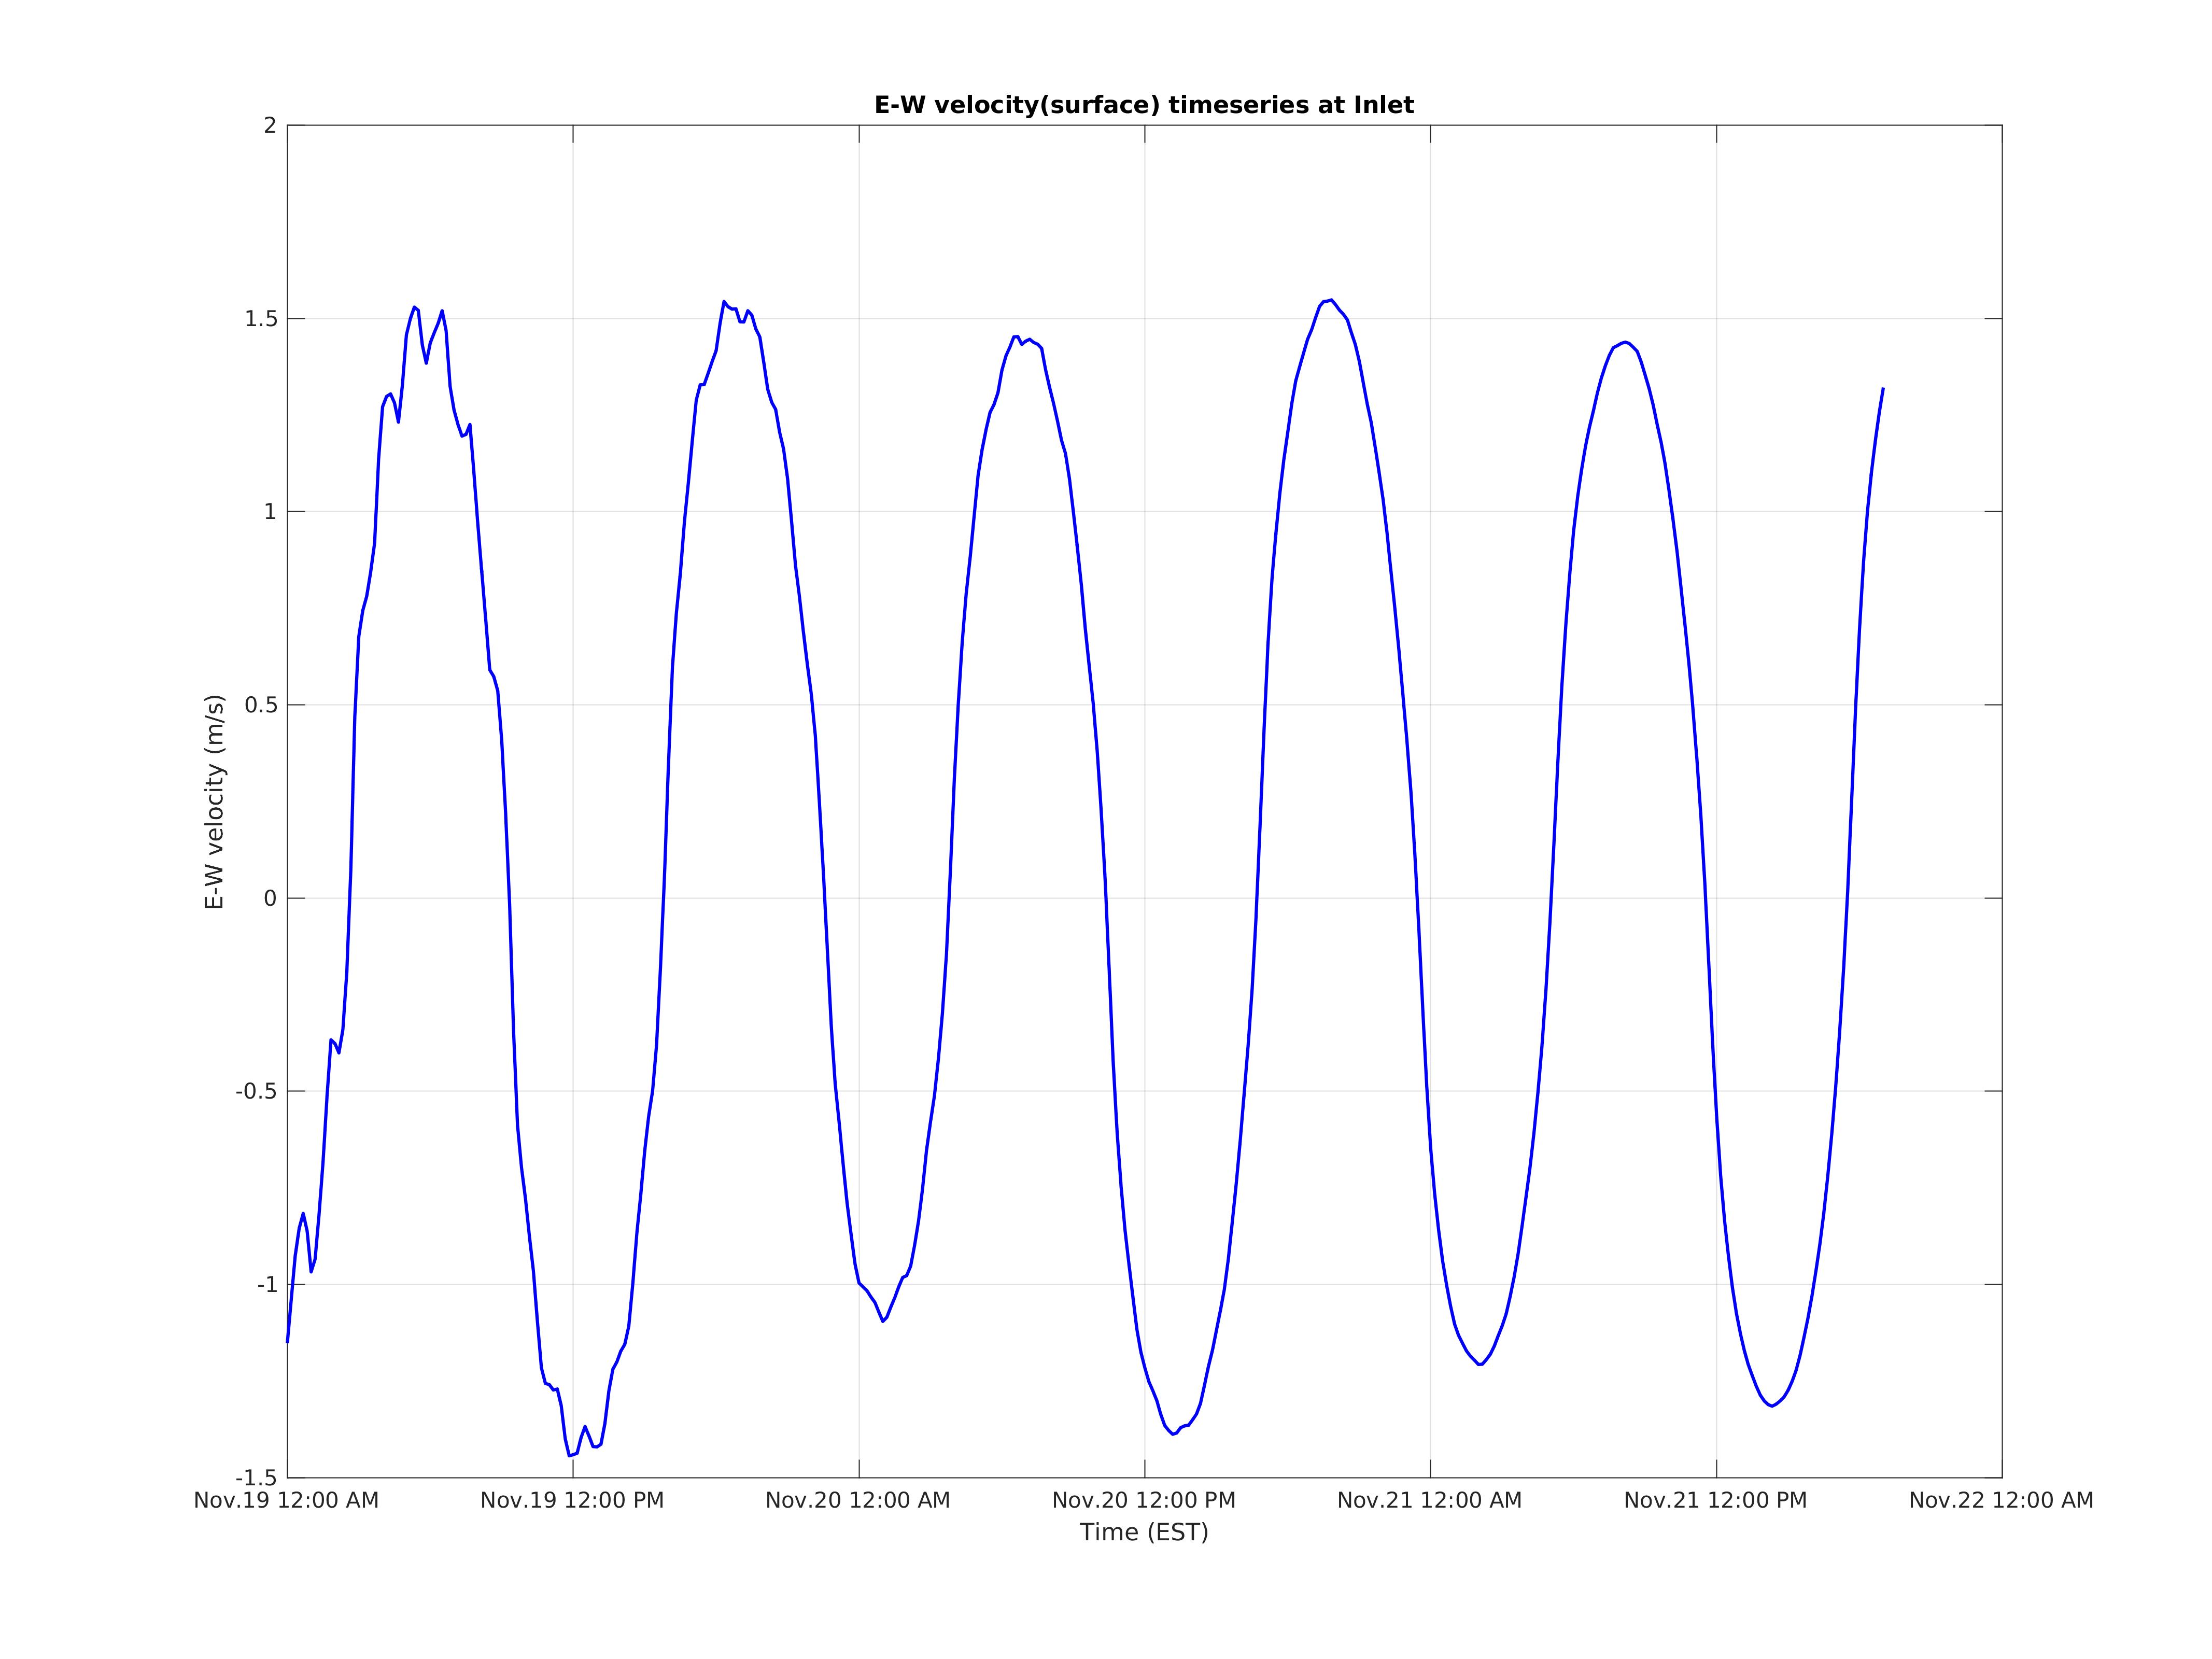 E-W velocity(surface) timeseries at Inlet
2
1.5
1
0.5
0
-0.5
-1
-1.5
E-W velocity (m/s)
Nov.19 12:00 AM Nov.19 12:00 PM Nov.20 12:00 AM Nov.20 12:00 PM Nov.21 12:00 AM Nov.21 12:00 PM Nov.22 12:00 AM
Time (EST)